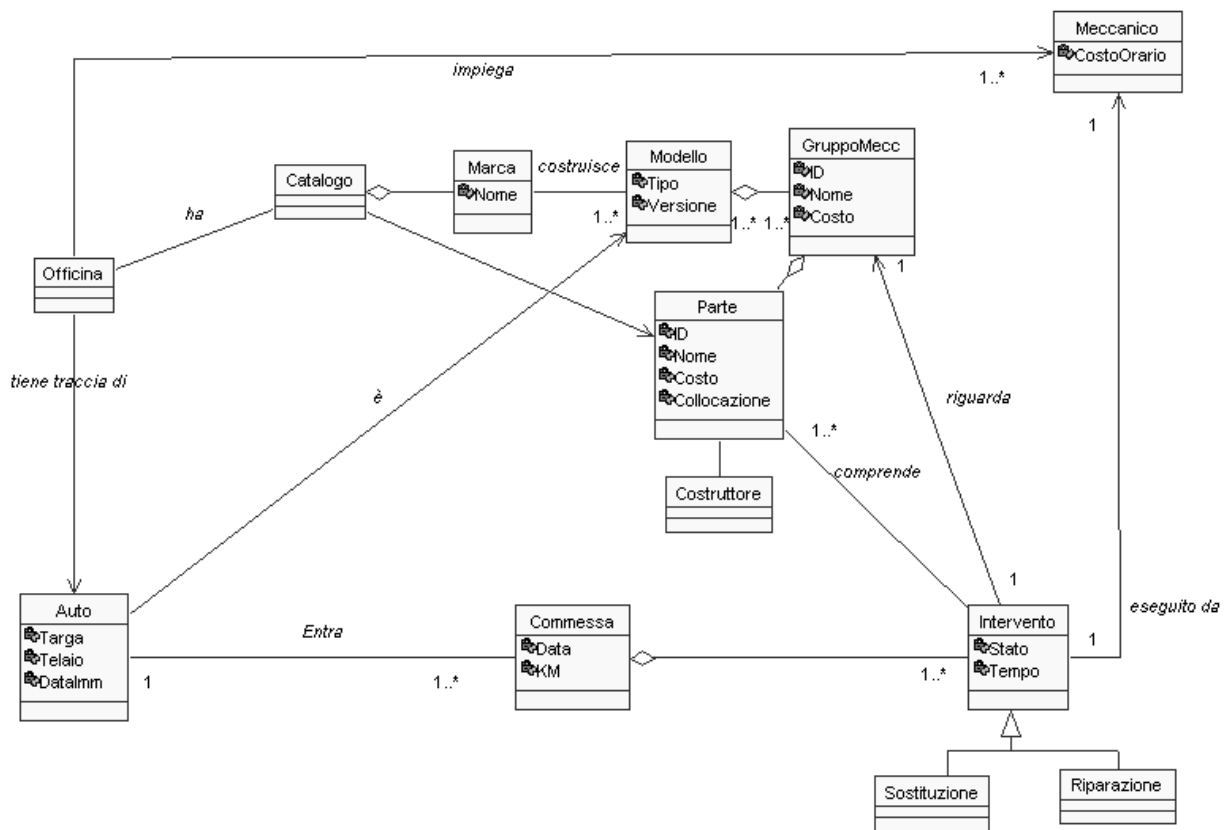 Meccanico
CostoOrario
impiega
1..*
1
Catalogo
Marca
Nome
costruisce
1..*
Modello
Tipo
Versione
1..*
1..*
GruppoMecc
ID
Nome
Costo
1
ha
Officina
Parte
ID
Nome
Costo
Collocazione
1..*
tiene traccia di
è
riguarda
comprende
Costruttore
1
Auto
Targa
Telaio
DataImm
1
Entra
1..*
Commessa
Data
KM
1..*
Intervento
Stato
Tempo
1
eseguito da
Sostituzione
Riparazione